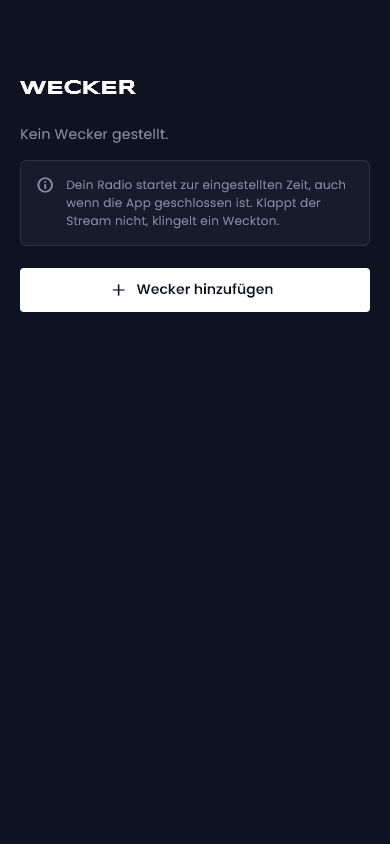 WECKER
Kein Wecker gestellt.
Dein Radio startet zur eingestellten Zeit, auch
wenn die App geschlossen ist. Klappt der
Stream nicht, klingelt ein Weckton.
Wecker hinzufügen